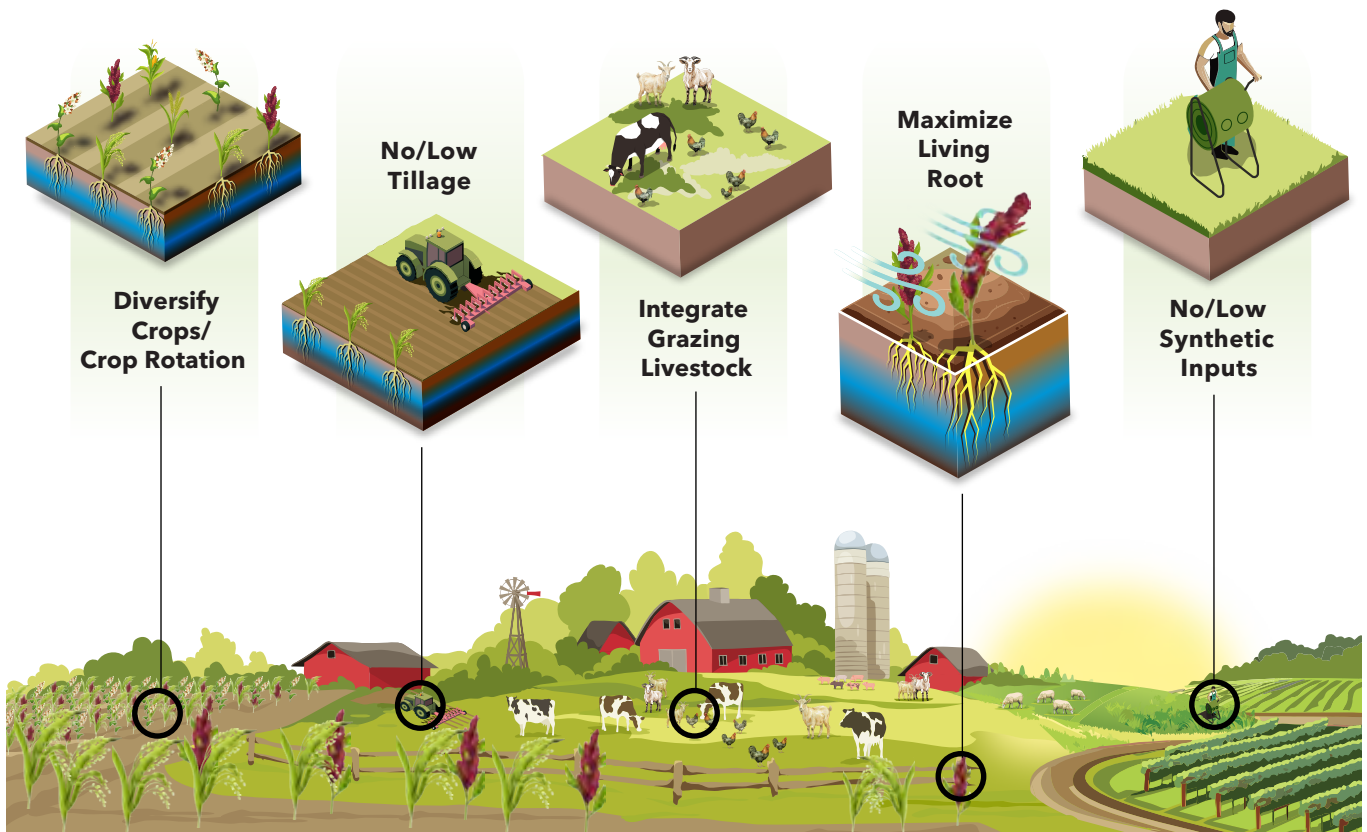 Diversify
Crops/
Crop Rotation
No/Low
Tillage
Integrate
Grazing
Livestock
Maximize
Living
Root
No/Low
Synthetic
Inputs